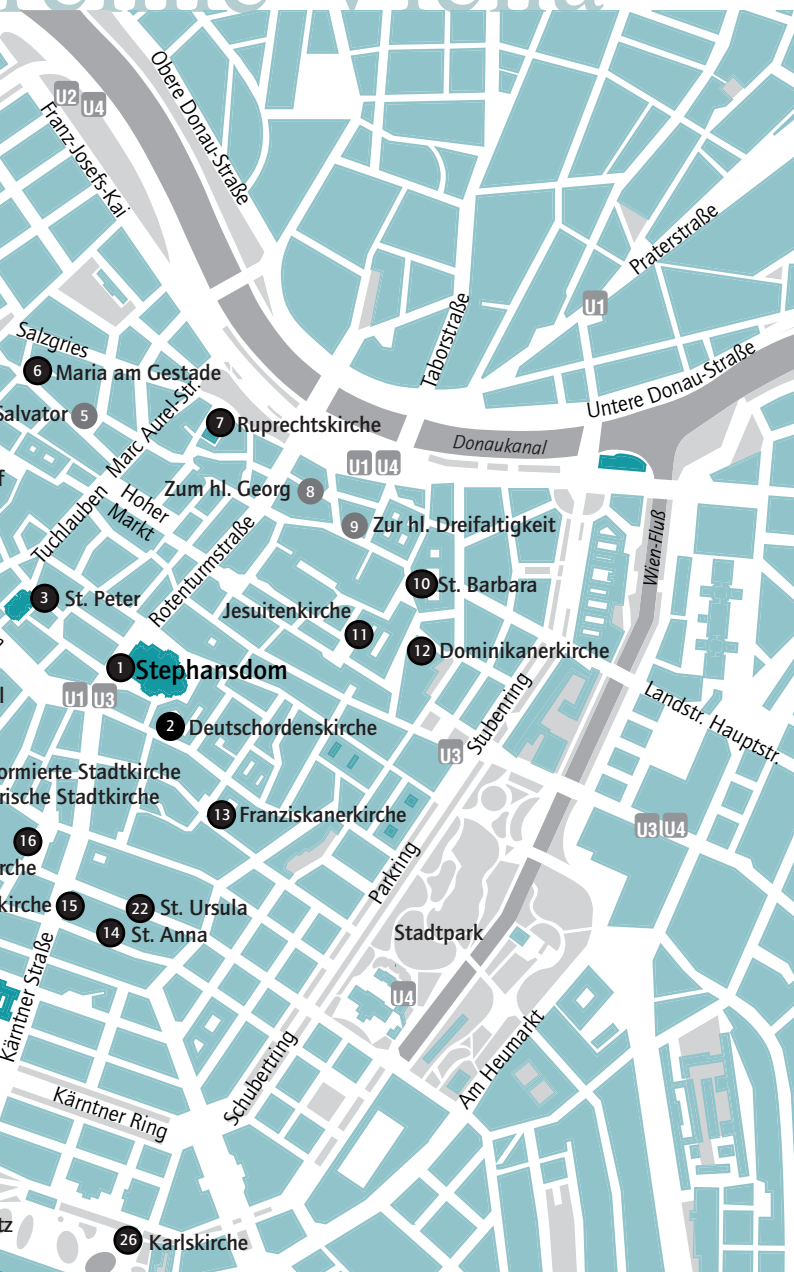 U2
U4
Obere Donau-Straße
Franz-Josefs-Kai
Praterstraße
U1
Taborstraße
Salzgries
6 Maria am Gestade
Untere Donau-Straße
Salvator 5
Marc Aurel-Str.
7 Ruprechtskirche
Donaukanal
U1 U4
Zum hl. Georg 8
Hoher
Markt
Tuchlauben
9 Zur hl. Dreifaltigkeit
Rotenturmstraße
Wien-Fluß
10 St. Barbara
3 St. Peter
Jesuitenkirche
11
12 Dominikanerkirche
1 Stephansdom
U1 U3
Landstr. Hauptstr.
Stubenring
2 Deutschordenskirche
U3
ormierte Stadtkirche
rische Stadtkirche
13 Franziskanerkirche
U3 U4
16
rche
Parkring
kirche 15
22 St. Ursula
14 St. Anna
Stadtpark
Kärntner Straße
U4
Am Heumarkt
Schubertring
Kärntner Ring
tz
26 Karlskirche